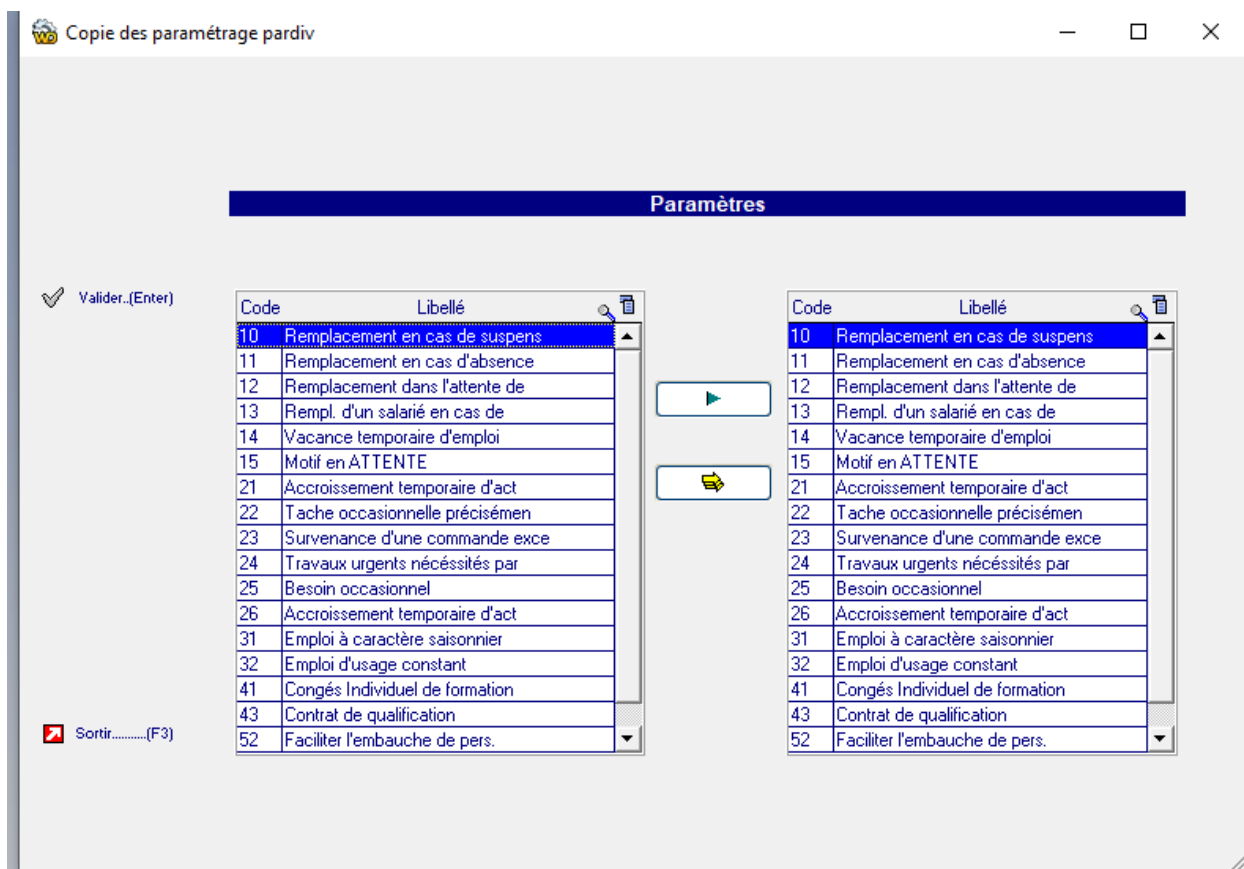 Copie des paramétrage pardiv
Paramètres
Valider..(Enter)
Code Libellé
10 Remplacement en cas de suspens
11 Remplacement en cas d'absence
12 Remplacement dans l'attente de
13 Rempl. d'un salarié en cas de
14 Vacance temporaire d'emploi
15 Motif en ATTENTE
21 Accroissement temporaire d'act
22 Tache occasionnelle précisémen
23 Survenance d'une commande exce
24 Travaux urgents nécéssités par
25 Besoin occasionnel
26 Accroissement temporaire d'act
31 Emploi à caractère saisonnier
32 Emploi d'usage constant
41 Congés Individuel de formation
43 Contrat de qualification
52 Faciliter l'embauche de pers.
Code Libellé
10 Remplacement en cas de suspens
11 Remplacement en cas d'absence
12 Remplacement dans l'attente de
13 Rempl. d'un salarié en cas de
14 Vacance temporaire d'emploi
15 Motif en ATTENTE
21 Accroissement temporaire d'act
22 Tache occasionnelle précisémen
23 Survenance d'une commande exce
24 Travaux urgents nécéssités par
25 Besoin occasionnel
26 Accroissement temporaire d'act
31 Emploi à caractère saisonnier
32 Emploi d'usage constant
41 Congés Individuel de formation
43 Contrat de qualification
52 Faciliter l'embauche de pers.
Sortir..........(F3)